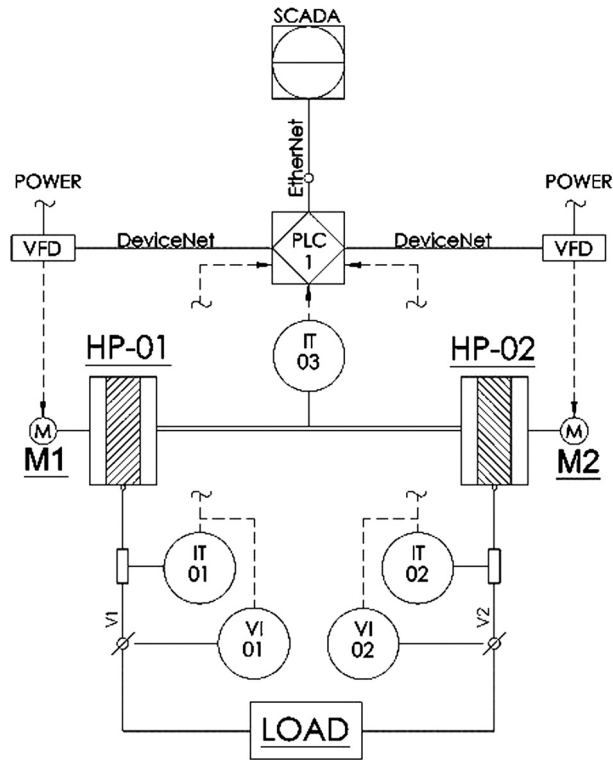 SCADA
EtherNet
POWER
POWER
VFD
DeviceNet
PLC
1
DeviceNet
VFD
IT
03
HP-01
HP-02
M
M1
M
M2
IT
01
IT
02
V1
VI
01
VI
02
V2
LOAD